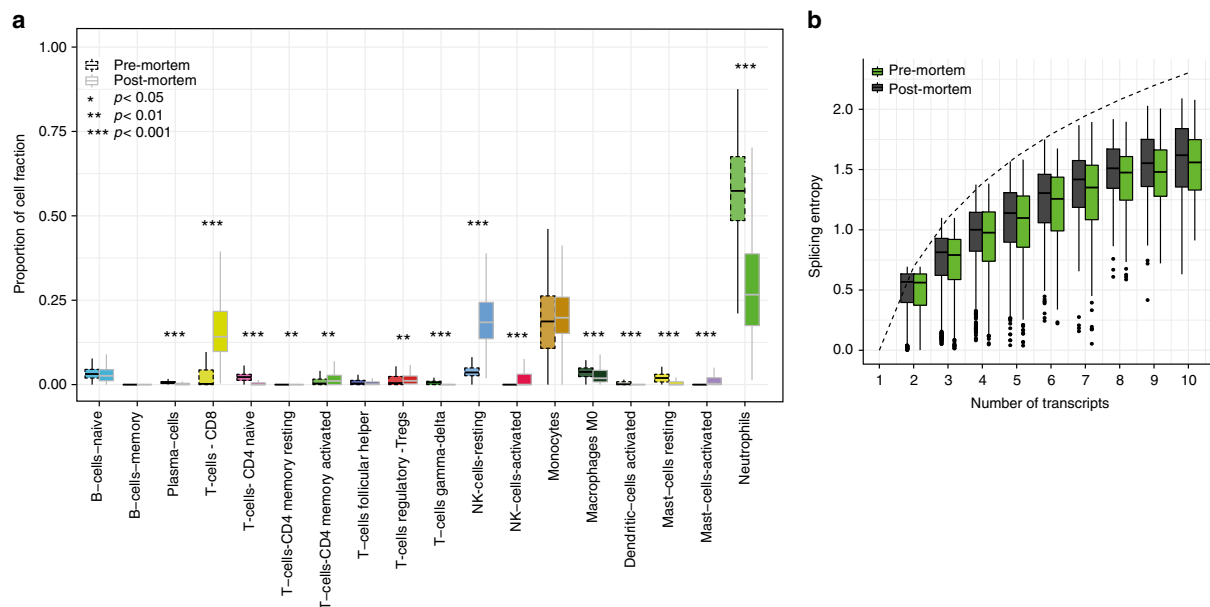 a
1.00
0.75
0.50
0.25
0.00
Proportion of cell fraction
Pre-mortem
Post-mortem
* p< 0.05
** p< 0.01
*** p< 0.001
***
***
***
**
**
**
***
***
***
***
***
***
***
***
B−cells−naive
B−cells−memory
Plasma−cells
T-cells - CD8
T−cells- CD4 naive
T−cells-CD4 memory resting
T−cells-CD4 memory activated
T−cells follicular helper
T-cells regulatory -Tregs
T−cells gamma-delta
NK-cells-resting
NK−cells-activated
Monocytes
Macrophages M0
Dendritic−cells activated
Mast−cells resting
Mast−cells-activated
Neutrophils
b
Pre-mortem
Post-mortem
2.0
1.5
1.0
0.5
0.0
Splicing entropy
1 2 3 4 5 6 7 8 9 10
Number of transcripts